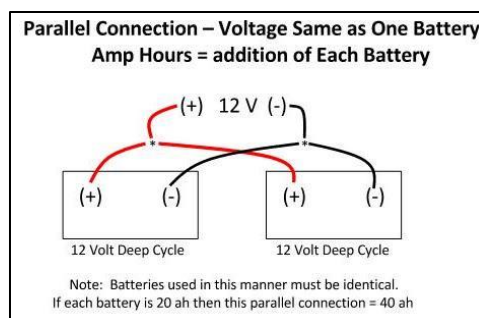 Parallel Connection – Voltage Same as One Battery
Amp Hours = addition of Each Battery
(+) 12 V (-)
* *
(+) (-) (+) (-)
12 Volt Deep Cycle 12 Volt Deep Cycle
Note: Batteries used in this manner must be identical.
If each battery is 20 ah then this parallel connection = 40 ah